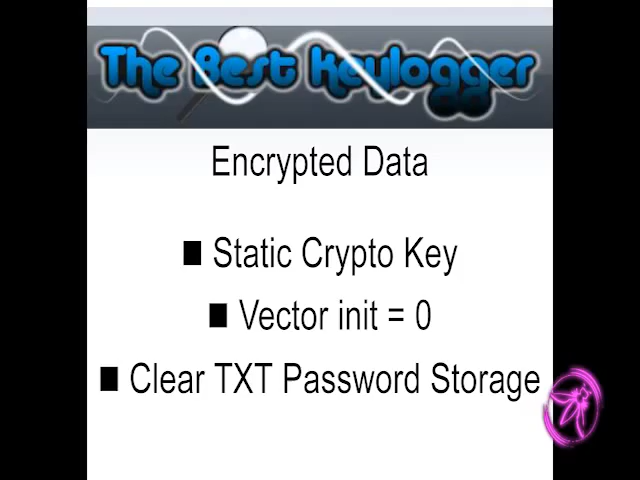 The Best Keylogger
Encrypted Data
■ Static Crypto Key
■ Vector init = 0
■ Clear TXT Password Storage